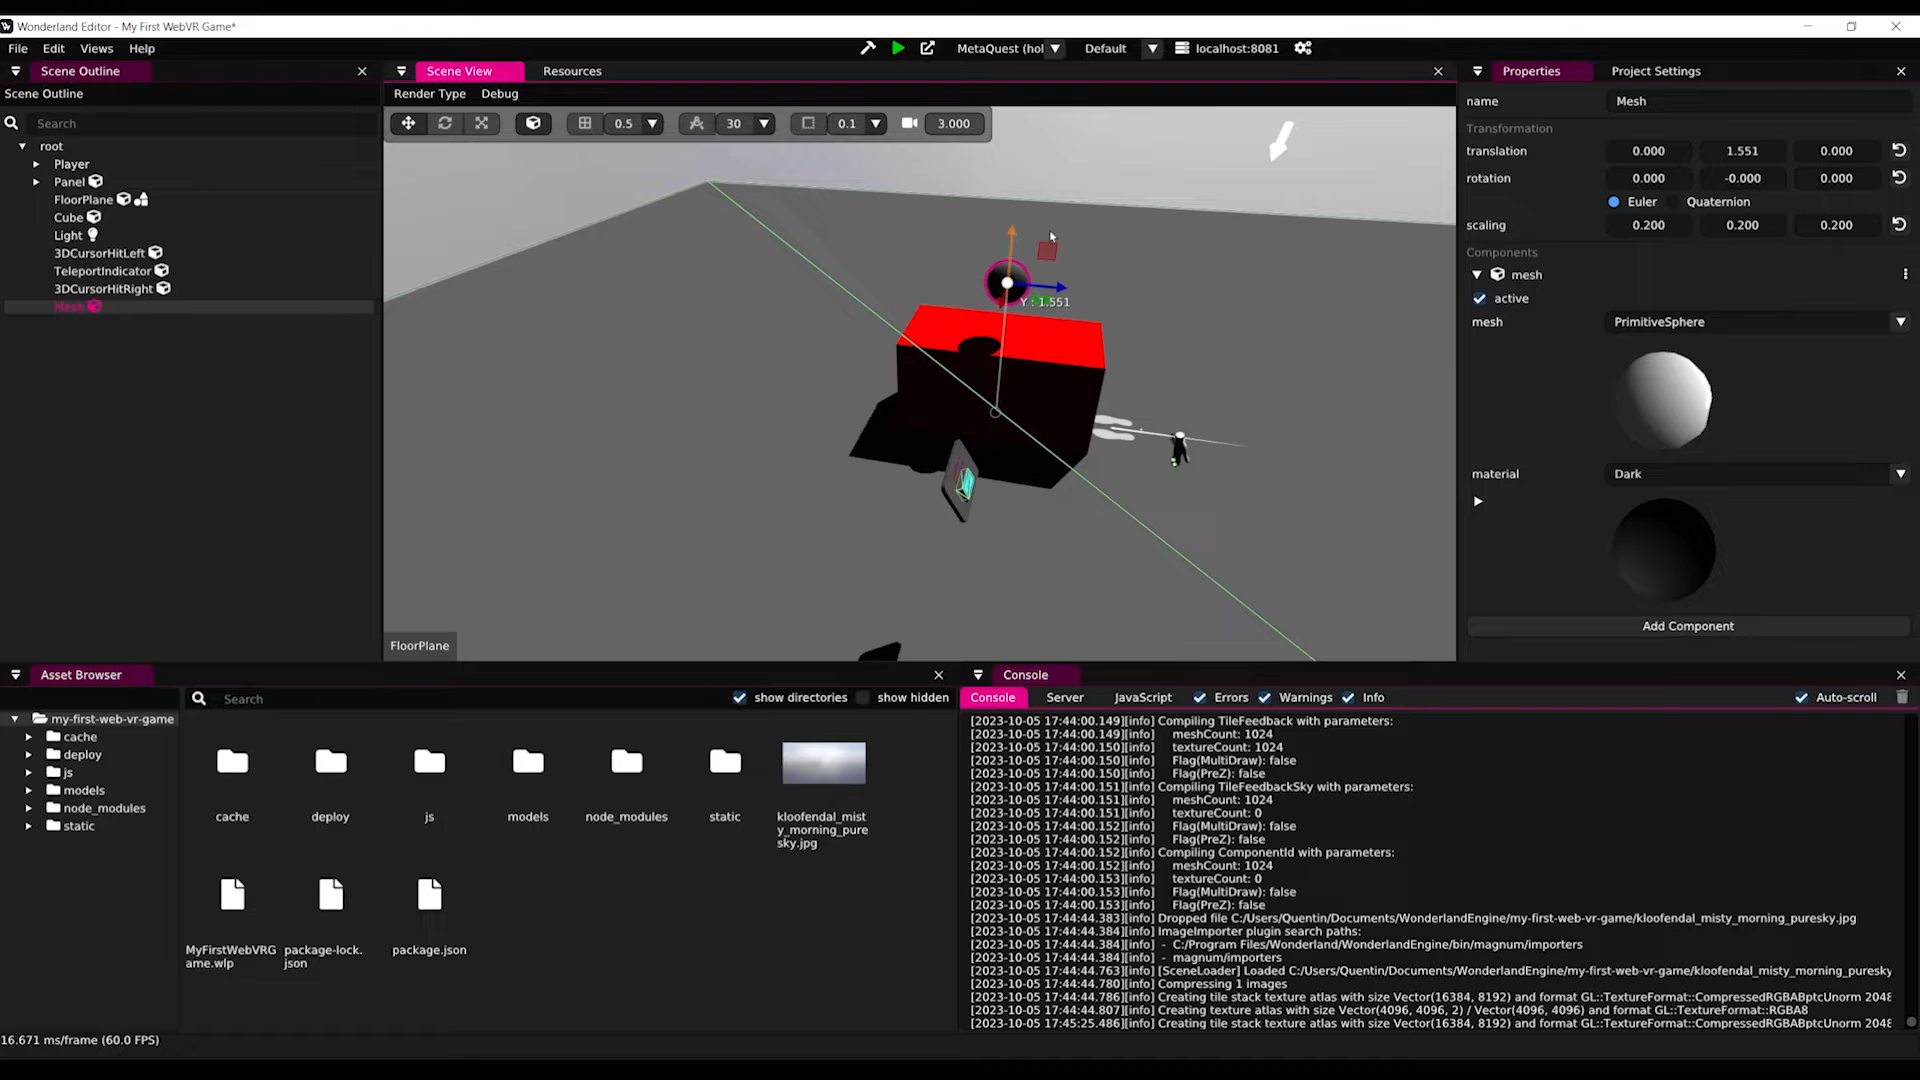 Wonderland Editor - My First WebVR Game*
File Edit Views Help
MetaQuest (hol Default localhost:8081
Scene Outline
Scene Outline
Search
root
Player
Panel
FloorPlane
Cube
Light
3DCursorHitLeft
TeleportIndicator
3DCursorHitRight
Mesh
Scene View Resources
Render Type Debug
0.5 30 0.1 3.000
Y : 1.551
FloorPlane
Properties Project Settings
name Mesh
Transformation
translation 0.000 1.551 0.000
rotation 0.000 -0.000 0.000
Euler Quaternion
scaling 0.200 0.200 0.200
Components
mesh
active
mesh PrimitiveSphere
material Dark
Add Component
Asset Browser
Search show directories show hidden
my-first-web-vr-game
cache
deploy
js
models
node_modules
static
cache deploy js models node_modules static kloofendal_mist
y_morning_pure
sky.jpg
MyFirstWebVRG package-lock. package.json
ame.wlp json
Console
Console Server JavaScript Errors Warnings Info Auto-scroll
[2023-10-05 17:44:00.149][info] Compiling TileFeedback with parameters:
[2023-10-05 17:44:00.149][info] meshCount: 1024
[2023-10-05 17:44:00.150][info] textureCount: 1024
[2023-10-05 17:44:00.150][info] Flag(MultiDraw): false
[2023-10-05 17:44:00.150][info] Flag(PreZ): false
[2023-10-05 17:44:00.151][info] Compiling TileFeedbackSky with parameters:
[2023-10-05 17:44:00.151][info] meshCount: 1024
[2023-10-05 17:44:00.151][info] textureCount: 0
[2023-10-05 17:44:00.152][info] Flag(MultiDraw): false
[2023-10-05 17:44:00.152][info] Flag(PreZ): false
[2023-10-05 17:44:00.152][info] Compiling ComponentId with parameters:
[2023-10-05 17:44:00.152][info] meshCount: 1024
[2023-10-05 17:44:00.153][info] textureCount: 0
[2023-10-05 17:44:00.153][info] Flag(MultiDraw): false
[2023-10-05 17:44:00.153][info] Flag(PreZ): false
[2023-10-05 17:44:44.383][info] Dropped file C:/Users/Quentin/Documents/WonderlandEngine/my-first-web-vr-game/kloofendal_misty_morning_puresky.jpg
[2023-10-05 17:44:44.384][info] ImageImporter plugin search paths:
[2023-10-05 17:44:44.384][info] - C:/Program Files/Wonderland/WonderlandEngine/bin/magnum/importers
[2023-10-05 17:44:44.384][info] - magnum/importers
[2023-10-05 17:44:44.763][info] [SceneLoader] Loaded C:/Users/Quentin/Documents/WonderlandEngine/my-first-web-vr-game/kloofendal_misty_morning_puresky
[2023-10-05 17:44:44.780][info] Compressing 1 images
[2023-10-05 17:44:44.786][info] Creating tile stack texture atlas with size Vector(16384, 8192) and format GL::TextureFormat::CompressedRGBABptcUnorm 2048
[2023-10-05 17:44:44.807][info] Creating texture atlas with size Vector(4096, 4096, 2) / Vector(4096, 4096) and format GL::TextureFormat::RGBA8
[2023-10-05 17:45:25.486][info] Creating tile stack texture atlas with size Vector(16384, 8192) and format GL::TextureFormat::CompressedRGBABptcUnorm 2048
16.671 ms/frame (60.0 FPS)